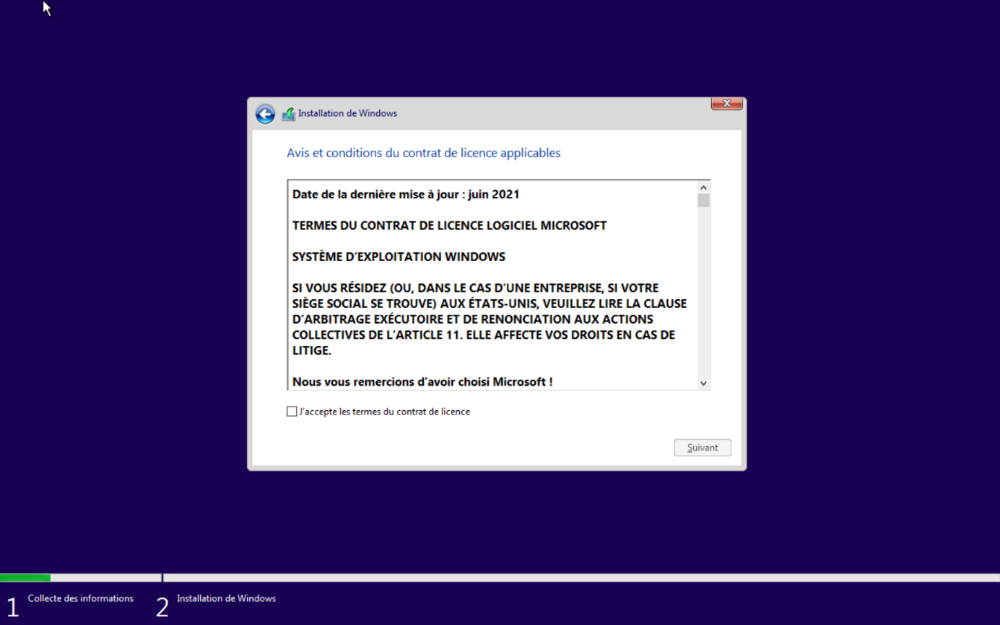 Installation de Windows
Avis et conditions du contrat de licence applicables
Date de la dernière mise à jour : juin 2021
TERMES DU CONTRAT DE LICENCE LOGICIEL MICROSOFT
SYSTÈME D’EXPLOITATION WINDOWS
SI VOUS RÉSIDEZ (OU, DANS LE CAS D’UNE ENTREPRISE, SI VOTRE
SIÈGE SOCIAL SE TROUVE) AUX ÉTATS-UNIS, VEUILLEZ LIRE LA CLAUSE
D’ARBITRAGE EXÉCUTOIRE ET DE RENONCIATION AUX ACTIONS
COLLECTIVES DE L’ARTICLE 11. ELLE AFFECTE VOS DROITS EN CAS DE
LITIGE.
Nous vous remercions d’avoir choisi Microsoft !
J'accepte les termes du contrat de licence
Suivant
1 Collecte des informations 2 Installation de Windows